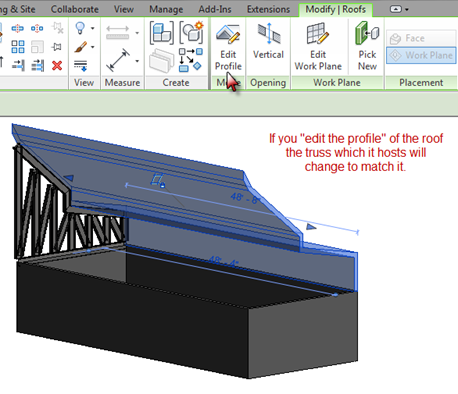 ng & Site
Collaborate
View
Manage
Add-Ins
Extensions
Modify | Roofs
Edit Profile
Vertical
Edit Work Plane
Pick New
Face
Work Plane
View
Measure
Create
Opening
Work Plane
Placement
If you "edit the profile" of the roof
the truss which it hosts will
change to match it.
48' - 8"
48' - 4"